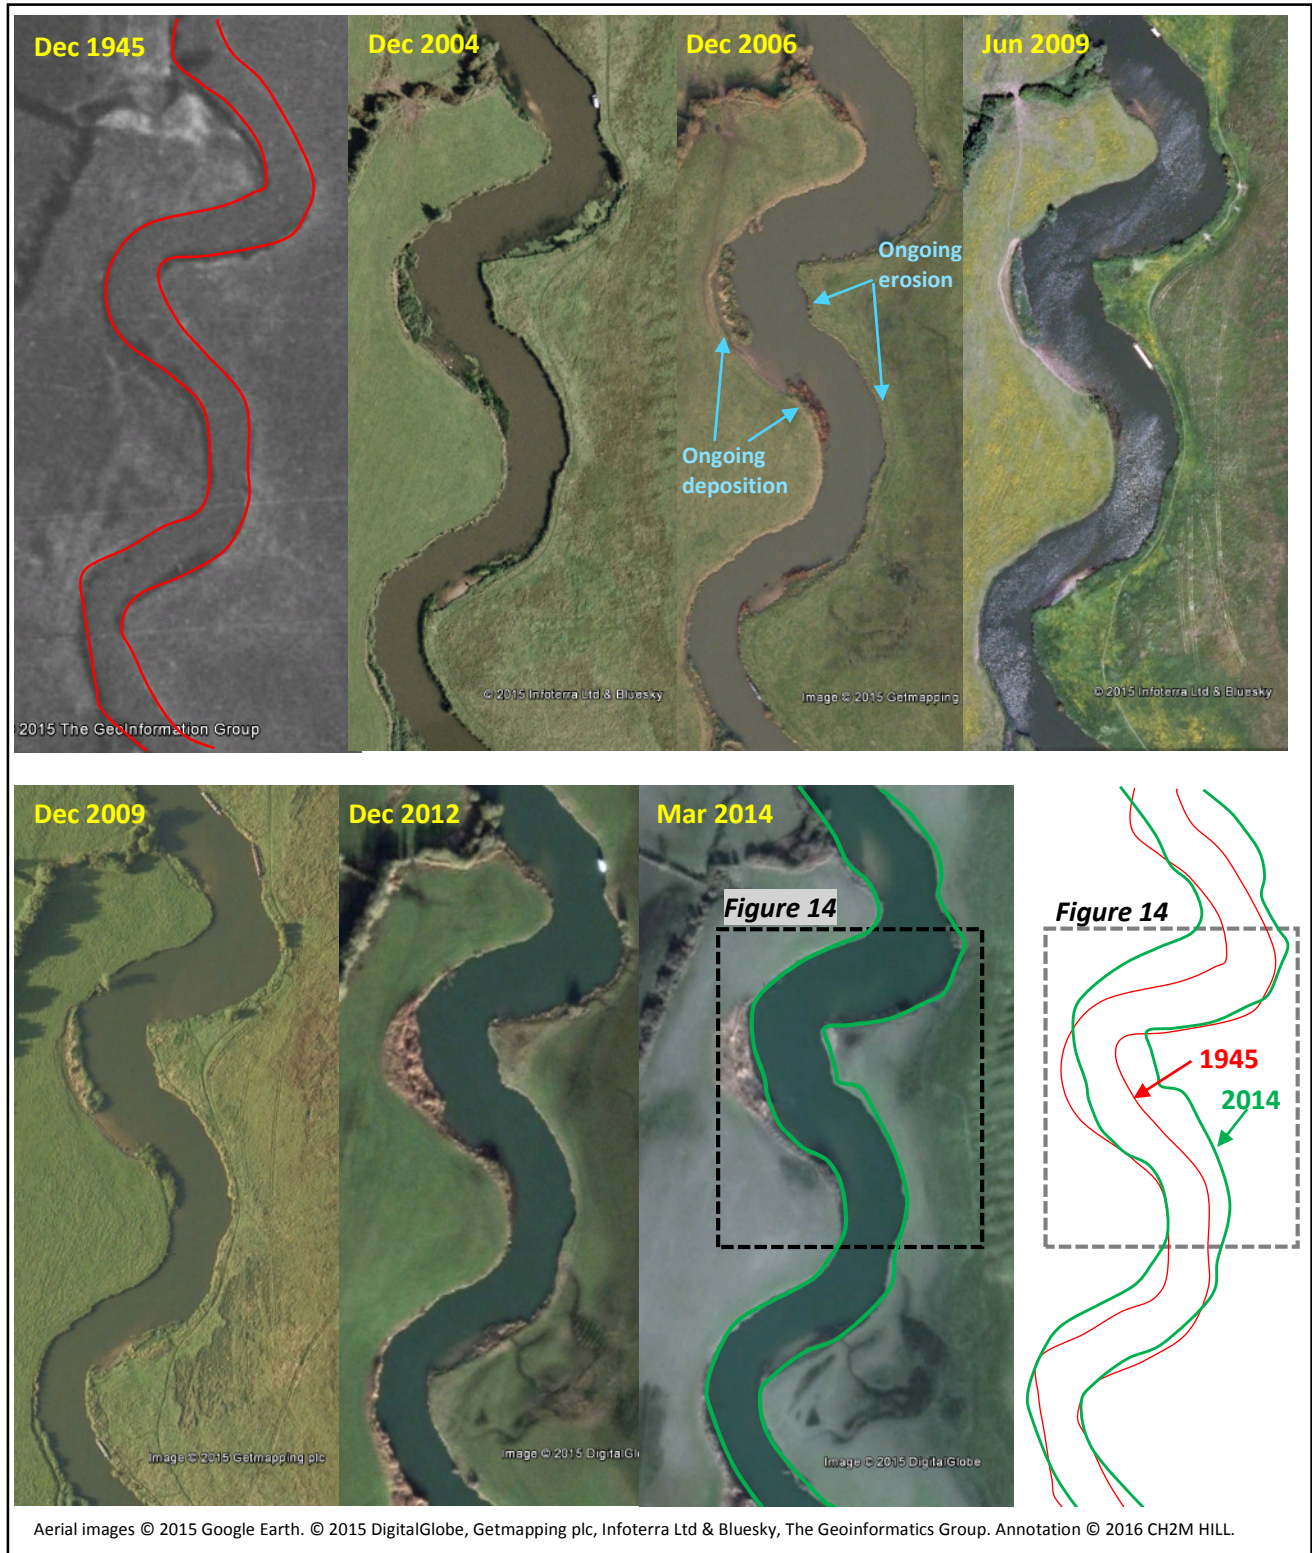 Dec 1945
Dec 2004
Dec 2006
Jun 2009
Ongoing
erosion
Ongoing
deposition
2015 The GeoInformation Group
© 2015 Infoterra Ltd & Bluesky
Image © 2015 Getmapping
© 2015 Infoterra Ltd & Bluesky
Dec 2009
Dec 2012
Mar 2014
Figure 14
Figure 14
1945
2014
Image © 2015 Getmapping plc
Image © 2015 DigitalGl
Image © 2015 DigitalGlobe
Aerial images © 2015 Google Earth. © 2015 DigitalGlobe, Getmapping plc, Infoterra Ltd & Bluesky, The Geoinformatics Group. Annotation © 2016 CH2M HILL.